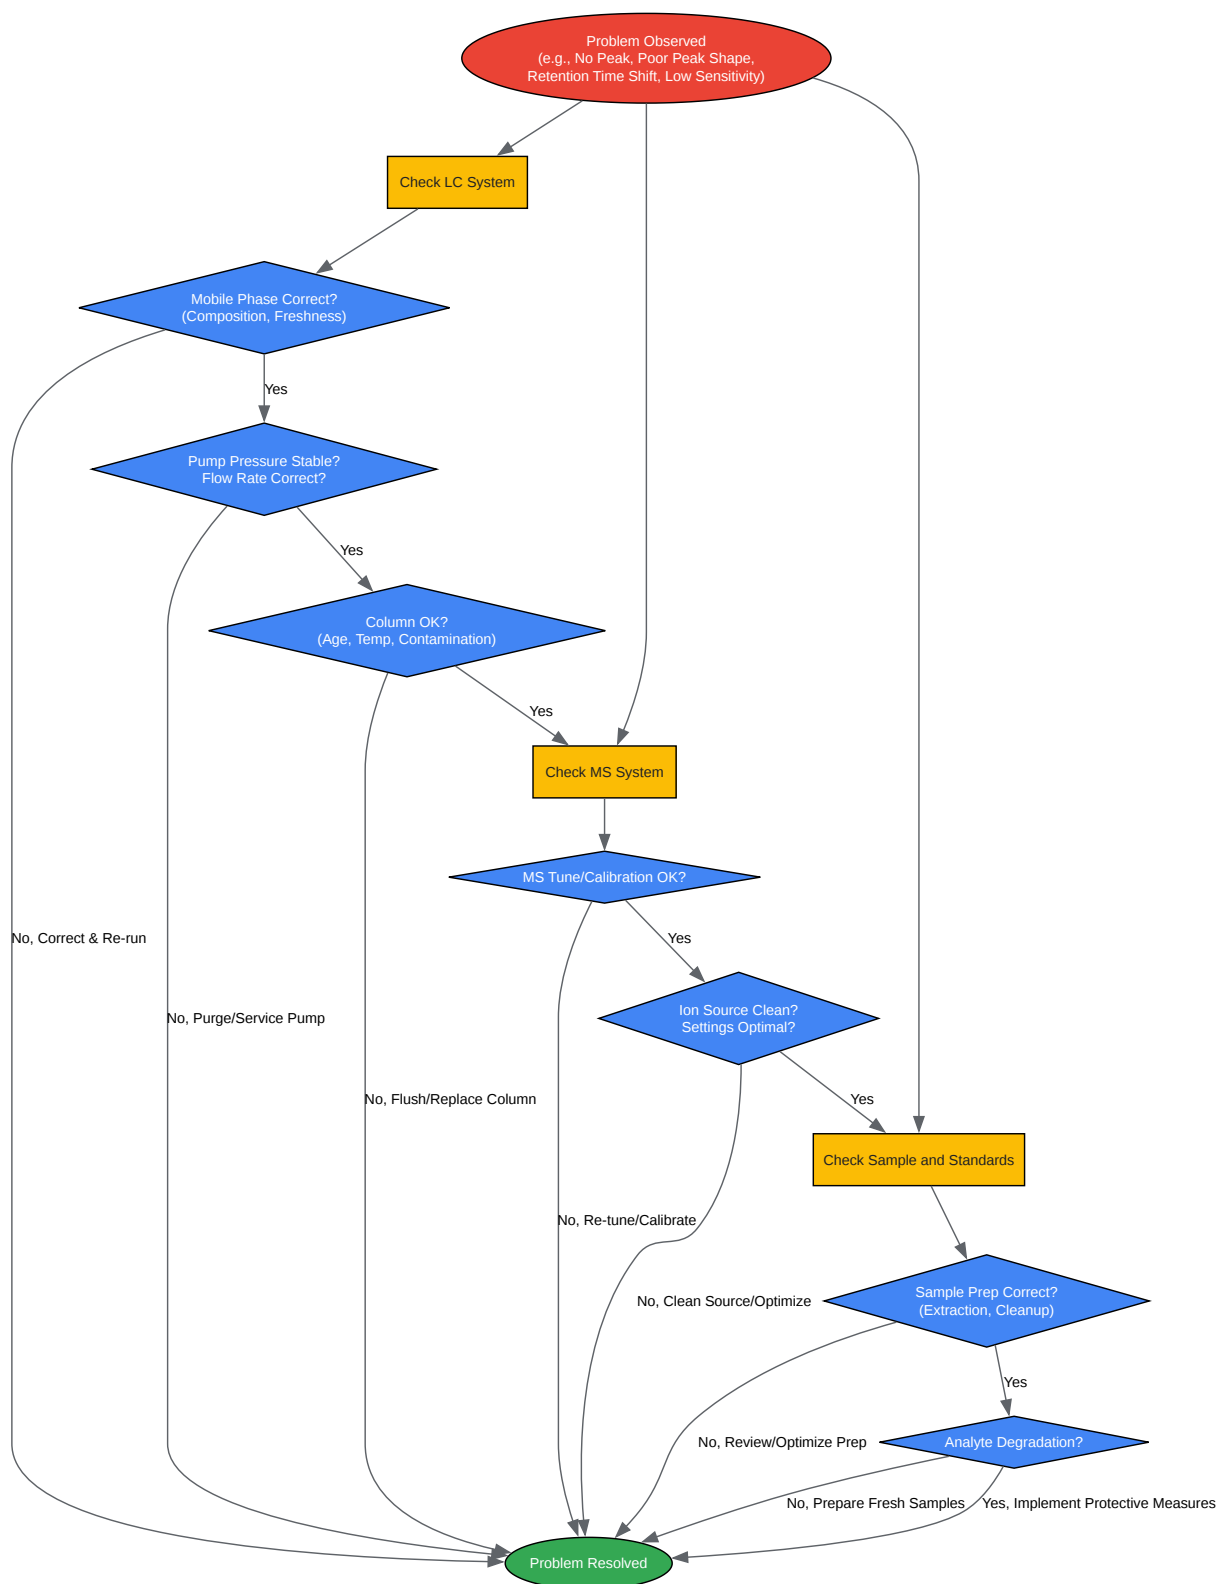 Problem Observed
(e.g., No Peak, Poor Peak Shape,
Retention Time Shift, Low Sensitivity)
Check LC System
Mobile Phase Correct?
(Composition, Freshness)
Yes
Pump Pressure Stable?
Flow Rate Correct?
Yes
Column OK?
(Age, Temp, Contamination)
Yes
Check MS System
MS Tune/Calibration OK?
No, Correct & Re-run
Yes
Ion Source Clean?
Settings Optimal?
No, Purge/Service Pump
No, Flush/Replace Column
Yes
Check Sample and Standards
No, Re-tune/Calibrate
No, Clean Source/Optimize
Sample Prep Correct?
(Extraction, Cleanup)
Yes
No, Review/Optimize Prep
Analyte Degradation?
No, Prepare Fresh Samples
Yes, Implement Protective Measures
Problem Resolved